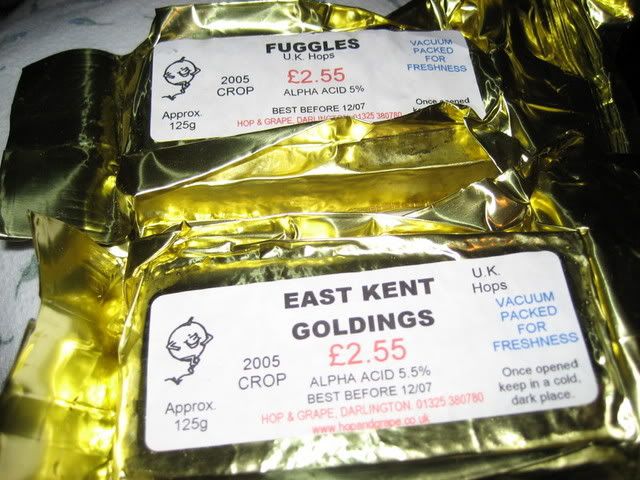 FUGGLES
U.K. Hops
2005
CROP
£2.55
ALPHA ACID 5%
VACUUM
PACKED
FOR
FRESHNESS
Approx.
125g
BEST BEFORE 12/07
HOP & GRAPE, DARLINGTON. 01325 380780
Once opened
EAST KENT
GOLDINGS
U.K.
Hops
2005
CROP
£2.55
ALPHA ACID 5.5%
BEST BEFORE 12/07
VACUUM
PACKED
FOR
FRESHNESS
Approx.
125g
HOP & GRAPE, DARLINGTON. 01325 380780
www.hopandgrape.co.uk
Once opened
keep in a cold,
dark place.